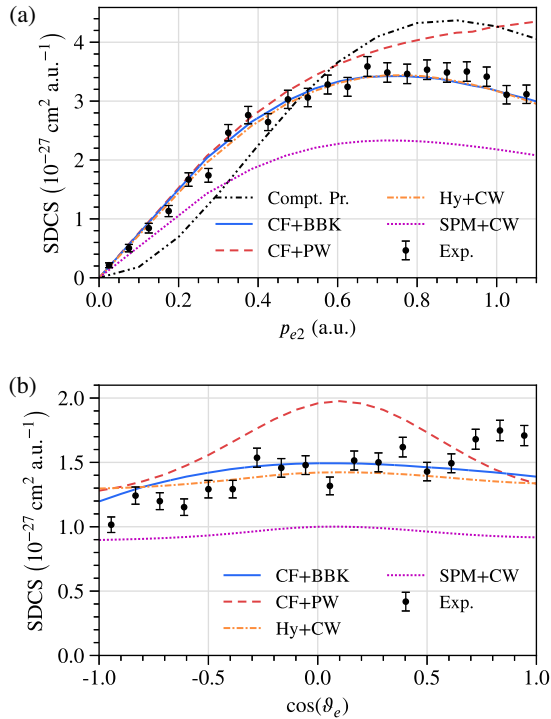 (a)
SDCS (10⁻²⁷ cm² a.u.⁻¹)
4
3
2
1
0
Compt. Pr.
CF+BBK
CF+PW
Hy+CW
SPM+CW
Exp.
0.0 0.2 0.4 0.6 0.8 1.0
pₑ₂ (a.u.)
(b)
SDCS (10⁻²⁷ cm² a.u.⁻¹)
2.0
1.5
1.0
0.5
0.0
CF+BBK
CF+PW
Hy+CW
SPM+CW
Exp.
-1.0 -0.5 0.0 0.5 1.0
cos(ϑₑ)